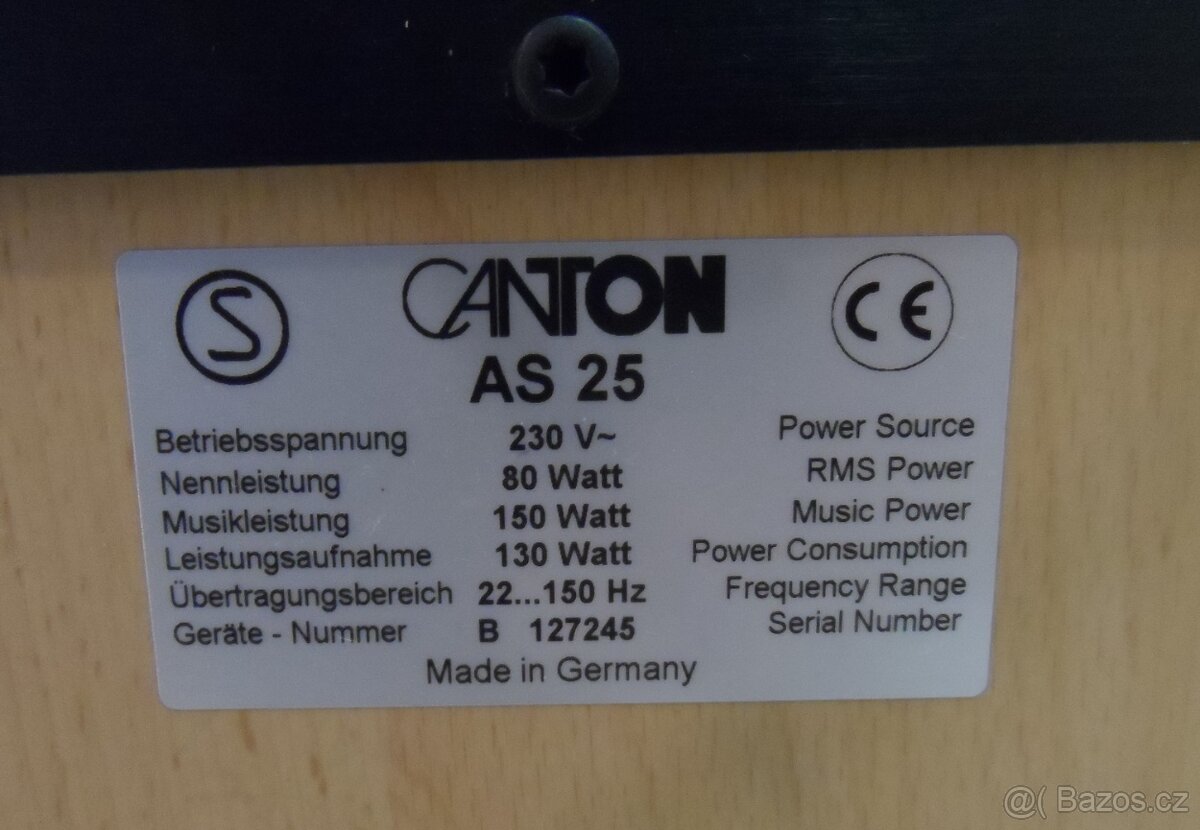 S CANTON CE
AS 25
Betriebsspannung 230 V~ Power Source
Nennleistung 80 Watt RMS Power
Musikleistung 150 Watt Music Power
Leistungsaufnahme 130 Watt Power Consumption
Übertragungsbereich 22...150 Hz Frequency Range
Geräte - Nummer B 127245 Serial Number
Made in Germany
@( Bazos.cz